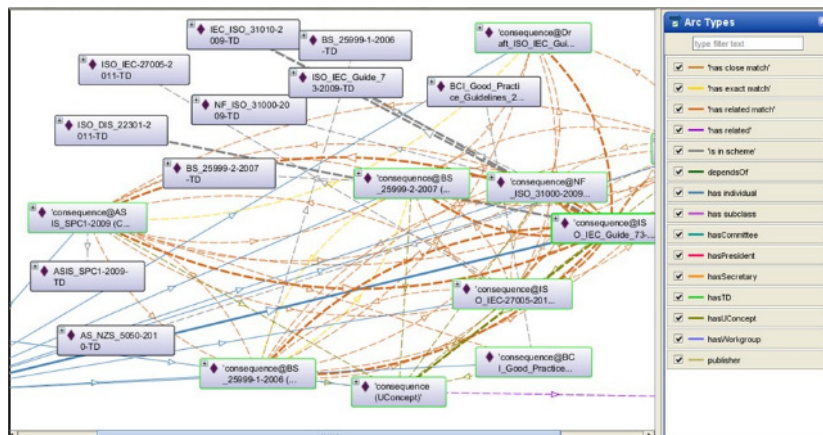 IEC_ISO_31010-2
009-TD
BS_25999-1-2006
-TD
'consequence@Dr
aft_ISO_IEC_Gui...
ISO_IEC-27005-2
011-TD
ISO_IEC_Guide_7
3-2009-TD
BCI_Good_Practi
ce_Guidelines_2...
NF_ISO_31000-20
09-TD
ISO_DIS_22301-2
011-TD
BS_25999-2-2007
-TD
'consequence@BS
_25999-2-2007 (...
'consequence@NF
_ISO_31000-2009...
'consequence@AS
IS_SPC1-2009 (C...
'consequence@IS
O_IEC_Guide_73-...
ASIS_SPC1-2009-
TD
'consequence@IS
O_IEC-27005-201...
AS_NZS_5050-201
0-TD
'consequence@BS
_25999-1-2006 (...
'consequence@BC
I_Good_Practice...
'consequence
(UConcept)'
Arc Types
type filter text
'has close match'
'has exact match'
'has related match'
'has related'
'is in scheme'
dependsOf
has individual
has subclass
hasCommittee
hasPresident
hasSecretary
hasTD
hasUConcept
hasWorkgroup
publisher